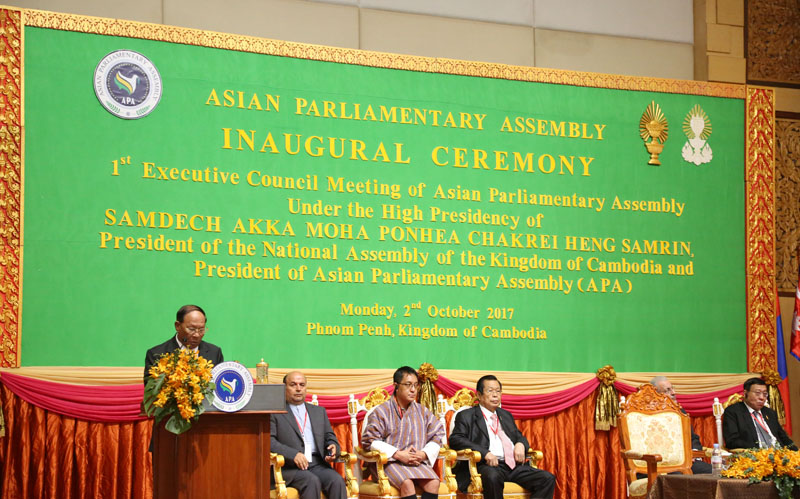 ASIAN PARLIAMENTARY ASSEMBLY
APA
ASIAN PARLIAMENTARY ASSEMBLY
INAUGURAL CEREMONY
1st Executive Council Meeting of Asian Parliamentary Assembly
Under the High Presidency of
SAMDECH AKKA MOHA PONHEA CHAKREI HENG SAMRIN,
President of the National Assembly of the Kingdom of Cambodia and
President of Asian Parliamentary Assembly (APA)
Monday, 2nd October 2017
Phnom Penh, Kingdom of Cambodia
APA